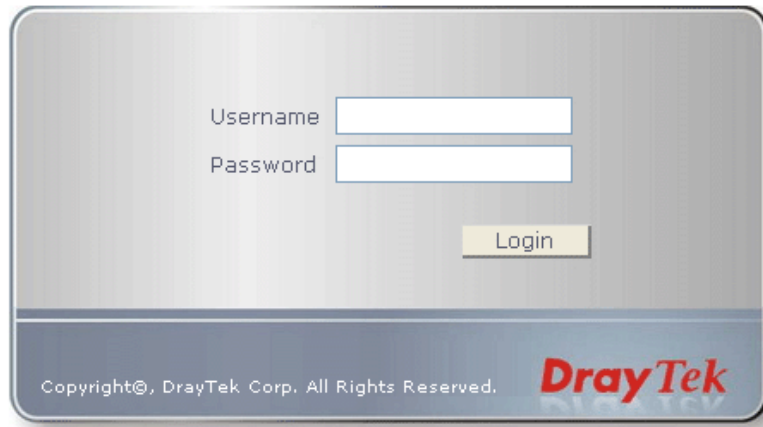 Username
Password
Login
Copyright©, DrayTek Corp. All Rights Reserved.
DrayTek